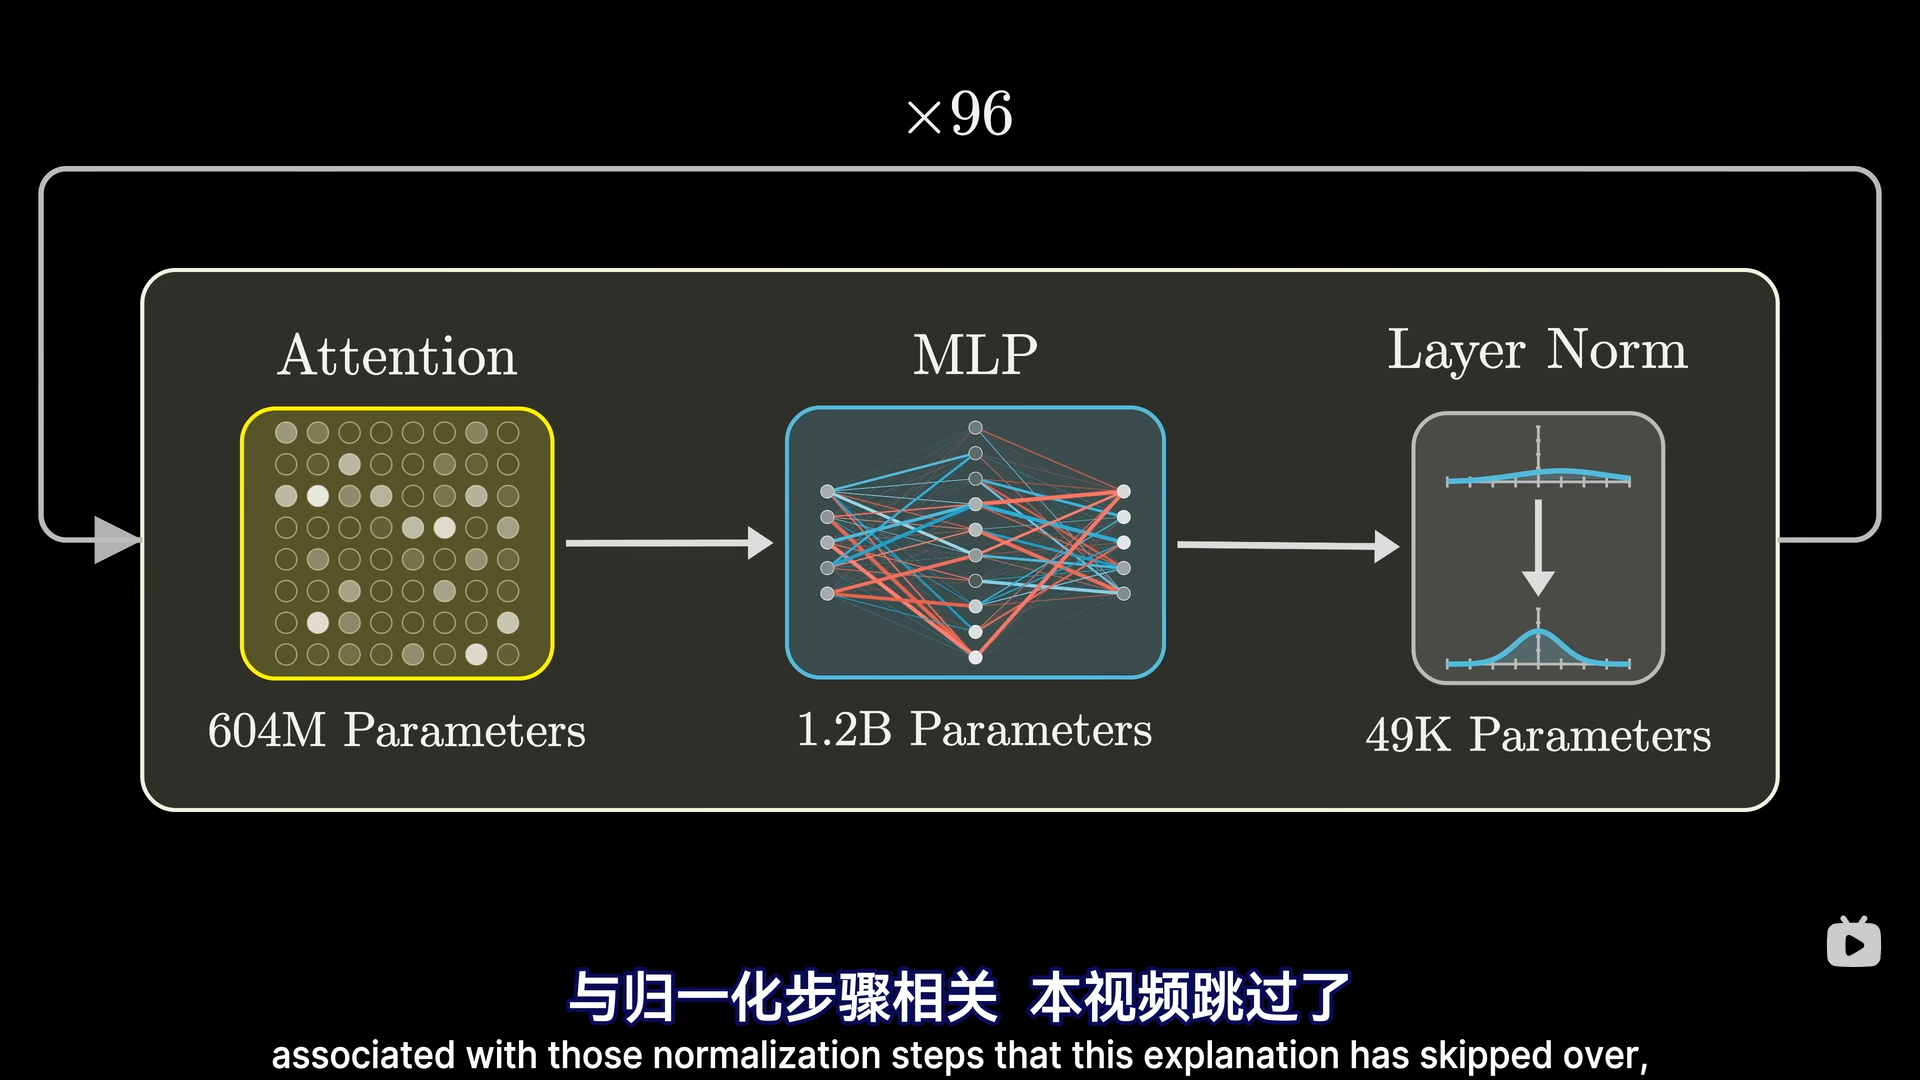 ×96
Attention
MLP
Layer Norm
604M Parameters
1.2B Parameters
49K Parameters
与归一化步骤相关 本视频跳过了
associated with those normalization steps that this explanation has skipped over,